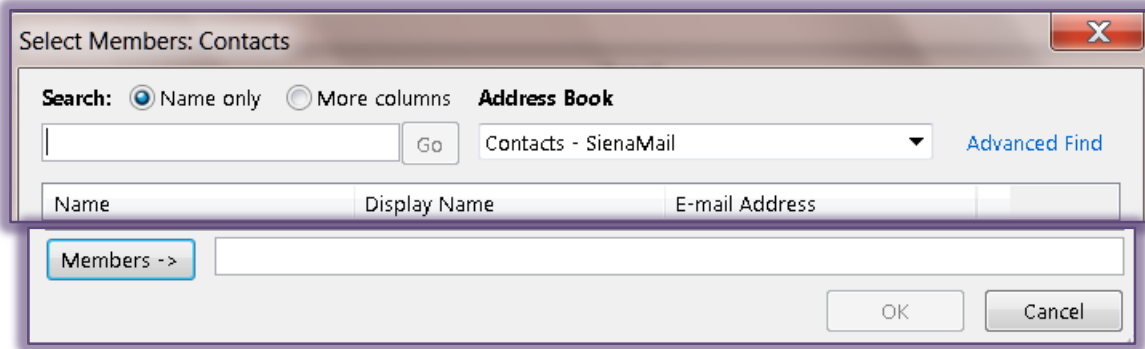 Select Members: Contacts X
Search: Name only More columns Address Book
Go Contacts - SienaMail Advanced Find
Name Display Name E-mail Address
Members ->
OK Cancel